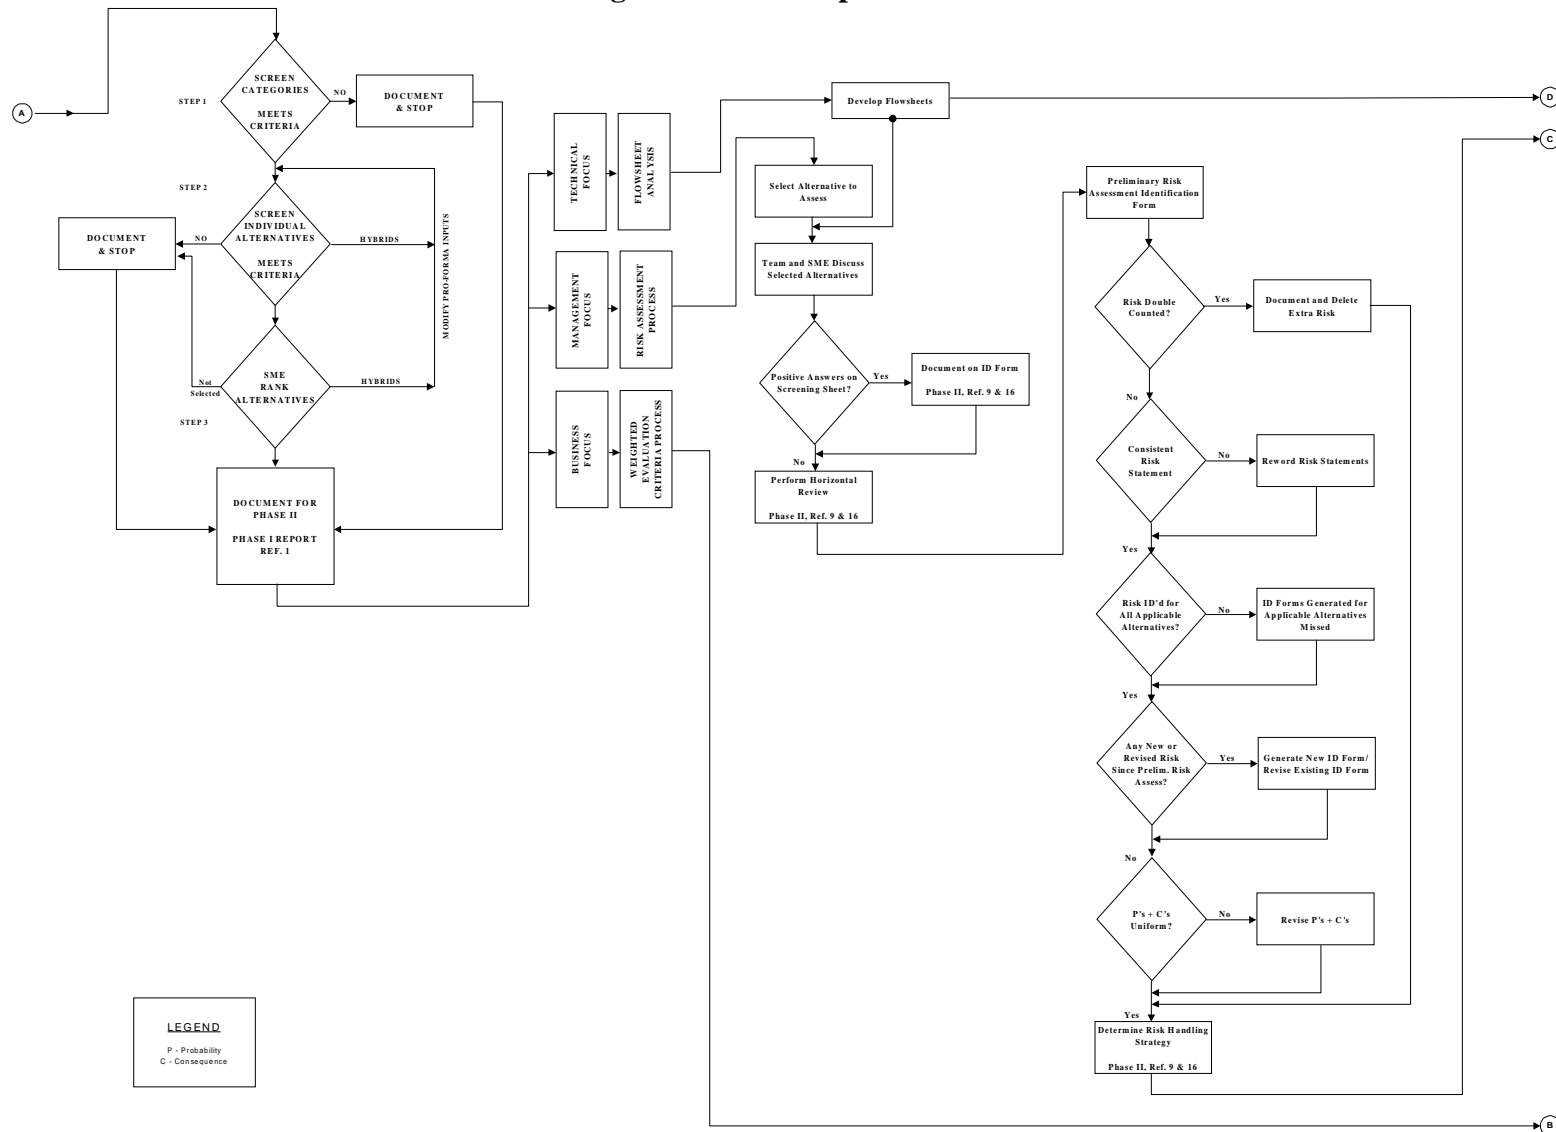 A
STEP 1
SCREEN
CATEGORIES
MEETS
CRITERIA
NO
DOCUMENT
& STOP
STEP 2
SCREEN
INDIVIDUAL
ALTERNATIVES
MEETS
CRITERIA
NO
HYBRIDS
DOCUMENT
& STOP
MODIFY PRO-FORMA INPUTS
SME
RANK
ALTERNATIVES
Not
Selected
HYBRIDS
STEP 3
DOCUMENT FOR
PHASE II
PHASE I REPORT
REF. 1
TECHNICAL
FOCUS
FLOWSHEET
ANALYSIS
MANAGEMENT
FOCUS
RISK ASSESSMENT
PROCESS
BUSINESS
FOCUS
WEIGHTED
EVALUATION
CRITERIA PROCESS
Develop Flowsheets
Select Alternative to
Assess
Team and SME Discuss
Selected Alternatives
Positive Answers on
Screening Sheet?
Yes
Document on ID Form
Phase II, Ref. 9 & 16
No
Perform Horizontal
Review
Phase II, Ref. 9 & 16
Preliminary Risk
Assessment Identification
Form
Risk Double
Counted?
Yes
Document and Delete
Extra Risk
No
Consistent
Risk
Statement
No
Reword Risk Statements
Yes
Risk ID'd for
All Applicable
Alternatives?
No
ID Forms Generated for
Applicable Alternatives
Missed
Yes
Any New or
Revised Risk
Since Prelim. Risk
Assess?
Yes
Generate New ID Form/
Revise Existing ID Form
No
P's + C's
Uniform?
No
Revise P's + C's
Yes
Determine Risk Handling
Strategy
Phase II, Ref. 9 & 16
D
C
B
LEGEND
P - Probability
C - Consequence